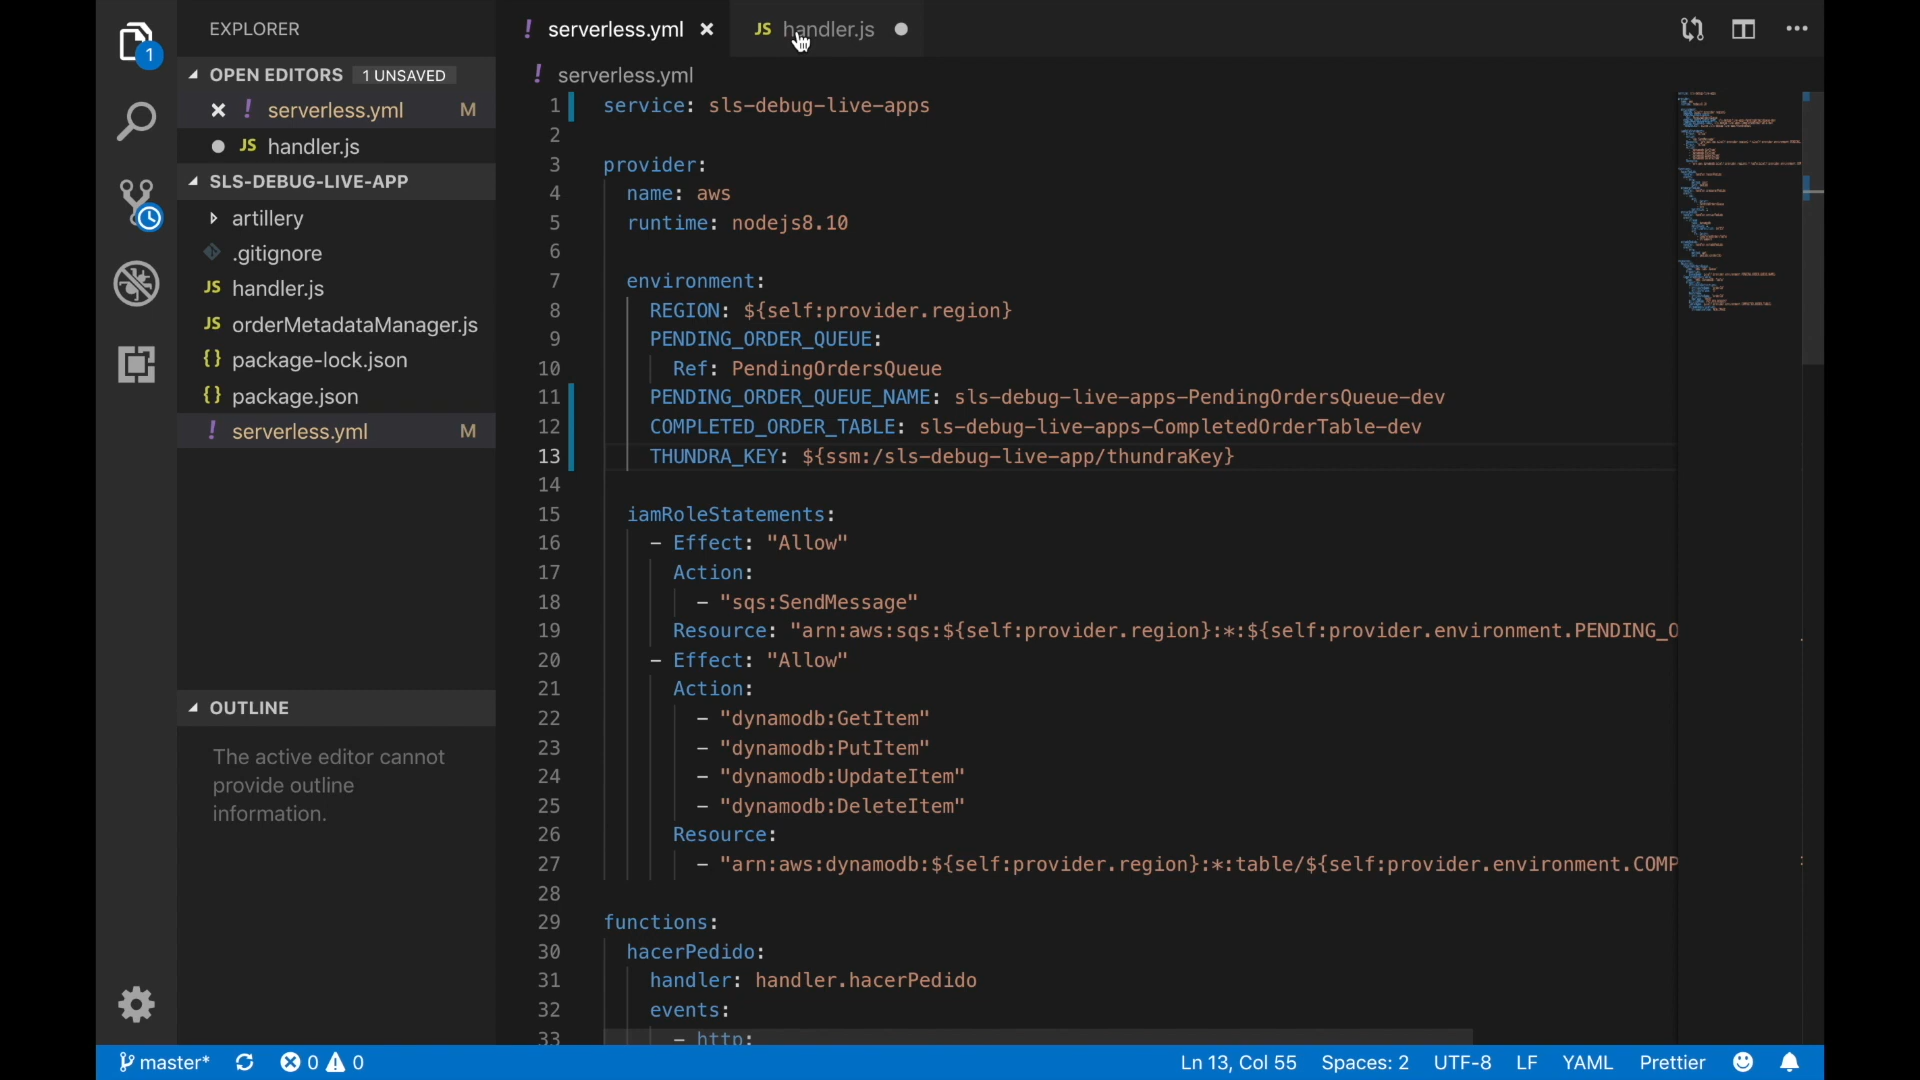 EXPLORER
OPEN EDITORS 1 UNSAVED
! serverless.yml M
JS handler.js
SLS-DEBUG-LIVE-APP
artillery
.gitignore
JS handler.js
JS orderMetadataManager.js
{} package-lock.json
{} package.json
! serverless.yml M
OUTLINE
The active editor cannot
provide outline
information.
1
! serverless.yml
JS handler.js
! serverless.yml
1 service: sls-debug-live-apps
2
3 provider:
4 name: aws
5 runtime: nodejs8.10
6
7 environment:
8 REGION: ${self:provider.region}
9 PENDING_ORDER_QUEUE:
10 Ref: PendingOrdersQueue
11 PENDING_ORDER_QUEUE_NAME: sls-debug-live-apps-PendingOrdersQueue-dev
12 COMPLETED_ORDER_TABLE: sls-debug-live-apps-CompletedOrderTable-dev
13 THUNDRA_KEY: ${ssm:/sls-debug-live-app/thundraKey}
14
15 iamRoleStatements:
16 - Effect: "Allow"
17 Action:
18 - "sqs:SendMessage"
19 Resource: "arn:aws:sqs:${self:provider.region}:*:${self:provider.environment.PENDING_O
20 - Effect: "Allow"
21 Action:
22 - "dynamodb:GetItem"
23 - "dynamodb:PutItem"
24 - "dynamodb:UpdateItem"
25 - "dynamodb:DeleteItem"
26 Resource:
27 - "arn:aws:dynamodb:${self:provider.region}:*:table/${self:provider.environment.COMP
28
29 functions:
30 hacerPedido:
31 handler: handler.hacerPedido
32 events:
33 - http:
master* 0 0 Ln 13, Col 55 Spaces: 2 UTF-8 LF YAML Prettier